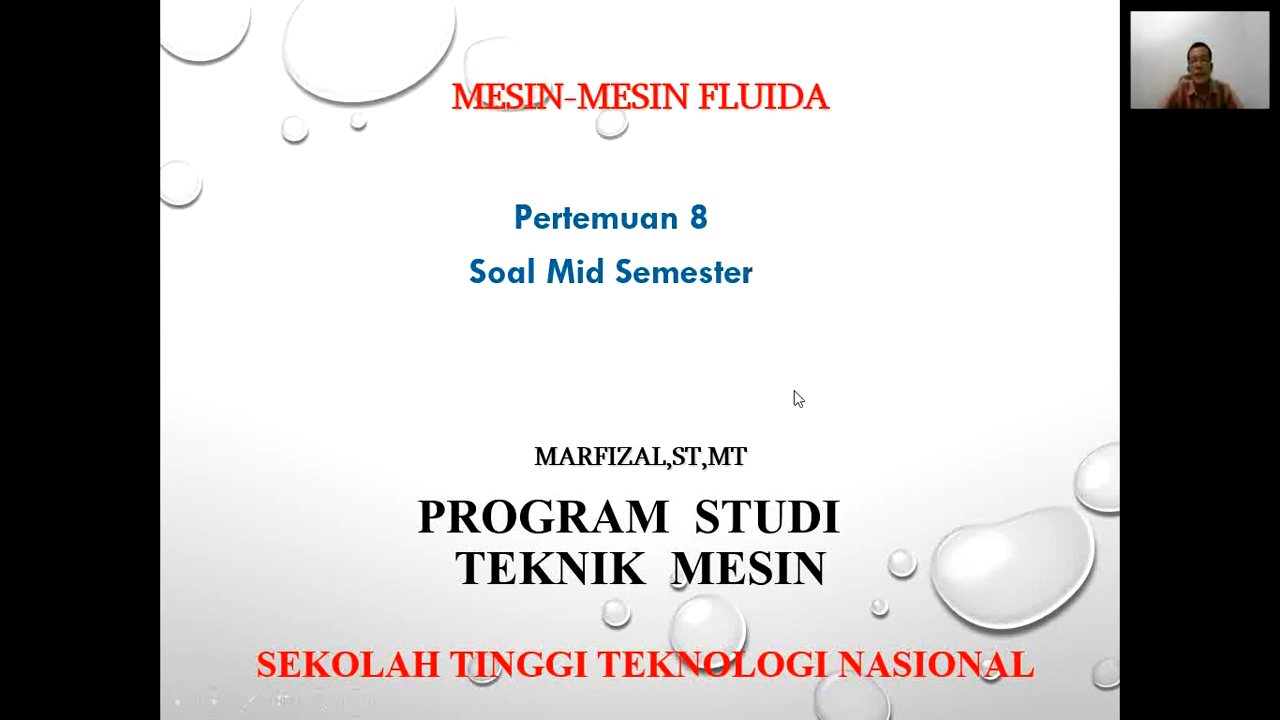 MESIN-MESIN FLUIDA
Pertemuan 8
Soal Mid Semester
MARFIZAL,ST,MT
PROGRAM STUDI
TEKNIK MESIN
SEKOLAH TINGGI TEKNOLOGI NASIONAL